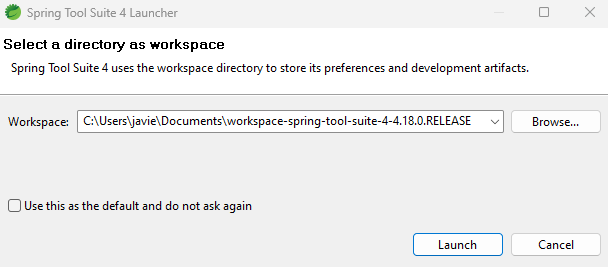 Spring Tool Suite 4 Launcher
Select a directory as workspace
Spring Tool Suite 4 uses the workspace directory to store its preferences and development artifacts.
Workspace: C:\Users\javie\Documents\workspace-spring-tool-suite-4-4.18.0.RELEASE Browse...
Use this as the default and do not ask again
Launch Cancel